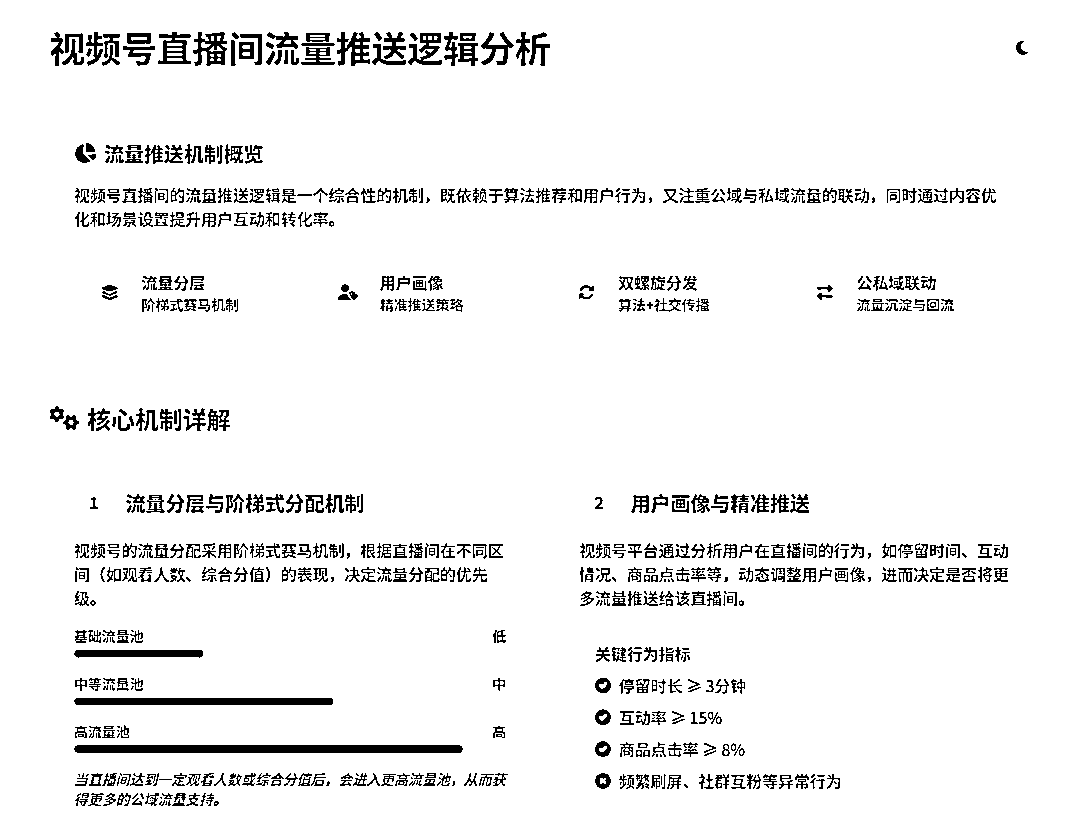 视频号直播间流量推送逻辑分析
流量推送机制概览
视频号直播间的流量推送逻辑是一个综合性的机制，既依赖于算法推荐和用户行为，又注重公域与私域流量的联动，同时通过内容优
化和场景设置提升用户互动和转化率。
流量分层
阶梯式赛马机制
用户画像
精准推送策略
双螺旋分发
算法+社交传播
公私域联动
流量沉淀与回流
核心机制详解
1 流量分层与阶梯式分配机制
视频号的流量分配采用阶梯式赛马机制，根据直播间在不同区
间（如观看人数、综合分值）的表现，决定流量分配的优先
级。
基础流量池 低
中等流量池 中
高流量池 高
当直播间达到一定观看人数或综合分值后，会进入更高流量池，从而获
得更多的公域流量支持。
2 用户画像与精准推送
视频号平台通过分析用户在直播间的行为，如停留时间、互动
情况、商品点击率等，动态调整用户画像，进而决定是否将更
多流量推送给该直播间。
关键行为指标
停留时长 ≥ 3分钟
互动率 ≥ 15%
商品点击率 ≥ 8%
频繁刷屏、社群互粉等异常行为